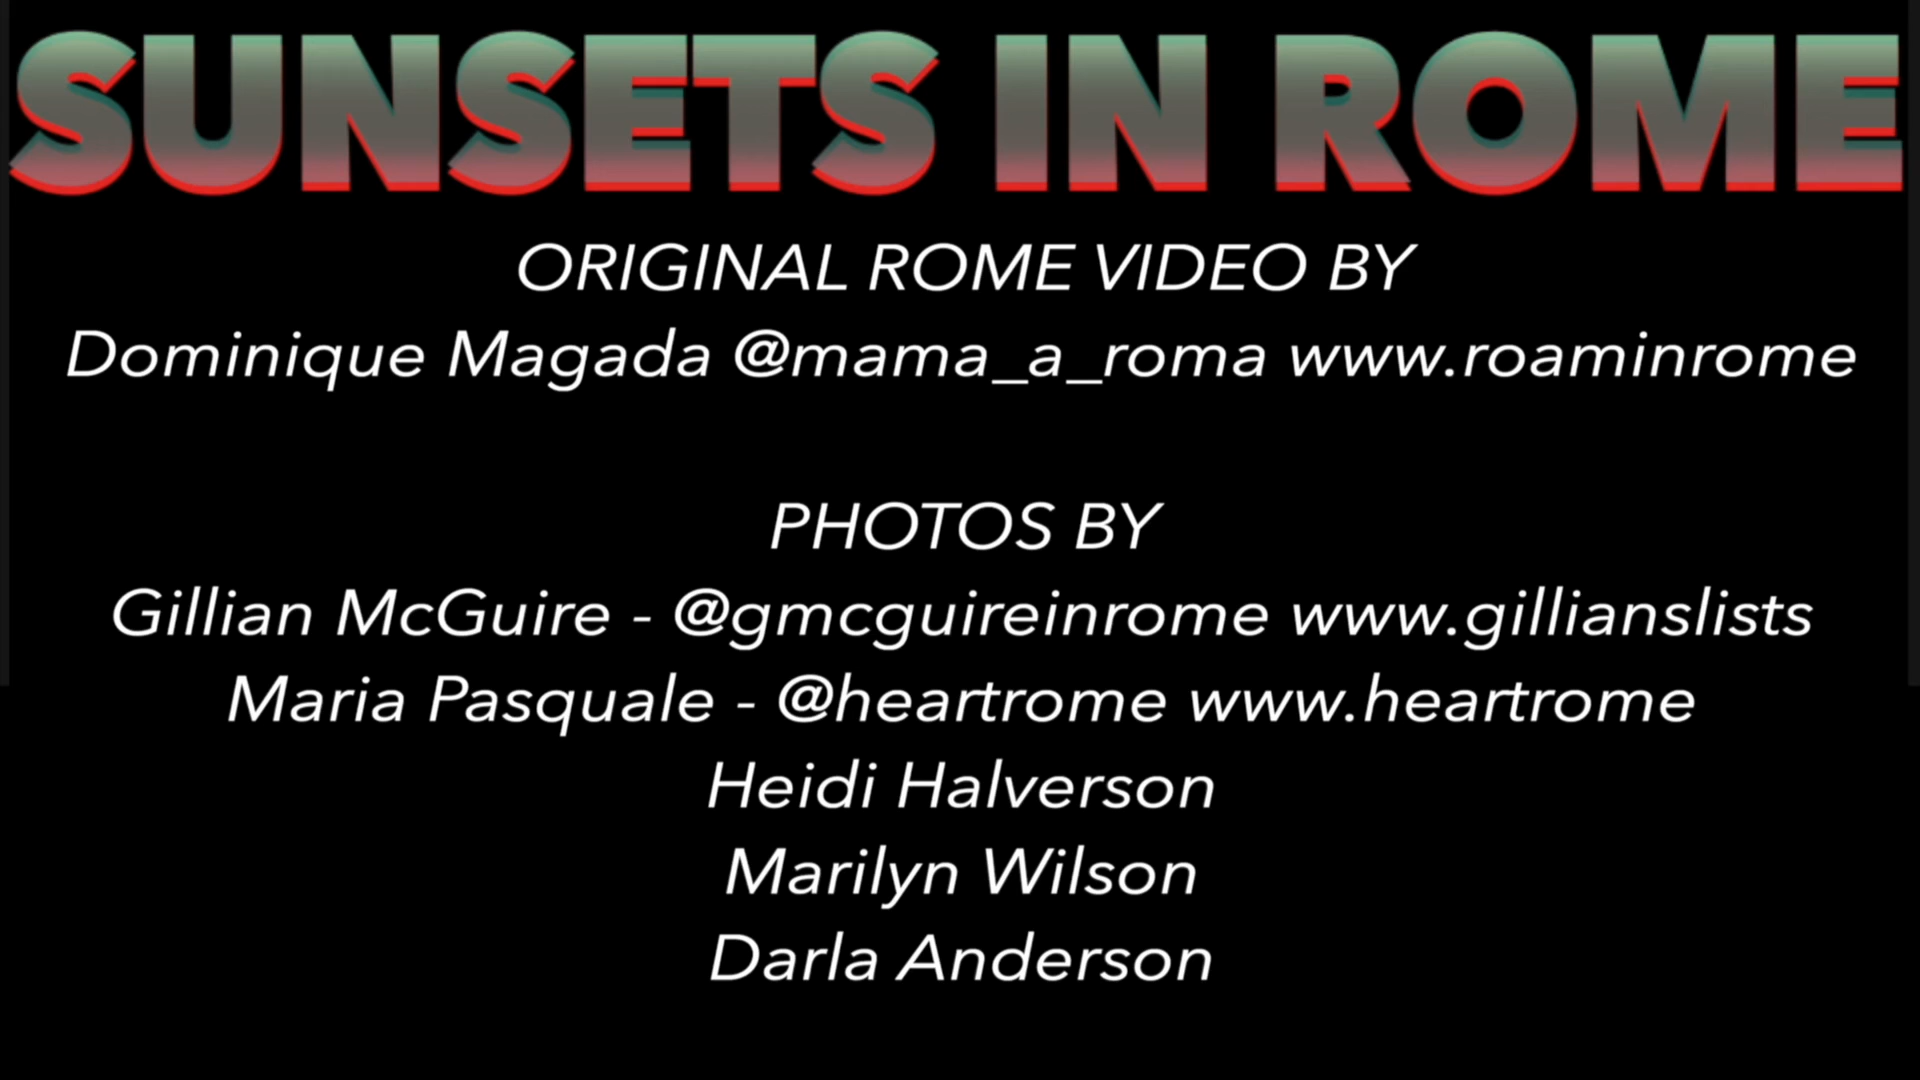 SUNSETS IN ROME
ORIGINAL ROME VIDEO BY
Dominique Magada @mama_a_roma www.roaminrome
PHOTOS BY
Gillian McGuire - @gmcguireinrome www.gillianslists
Maria Pasquale - @heartrome www.heartrome
Heidi Halverson
Marilyn Wilson
Darla Anderson